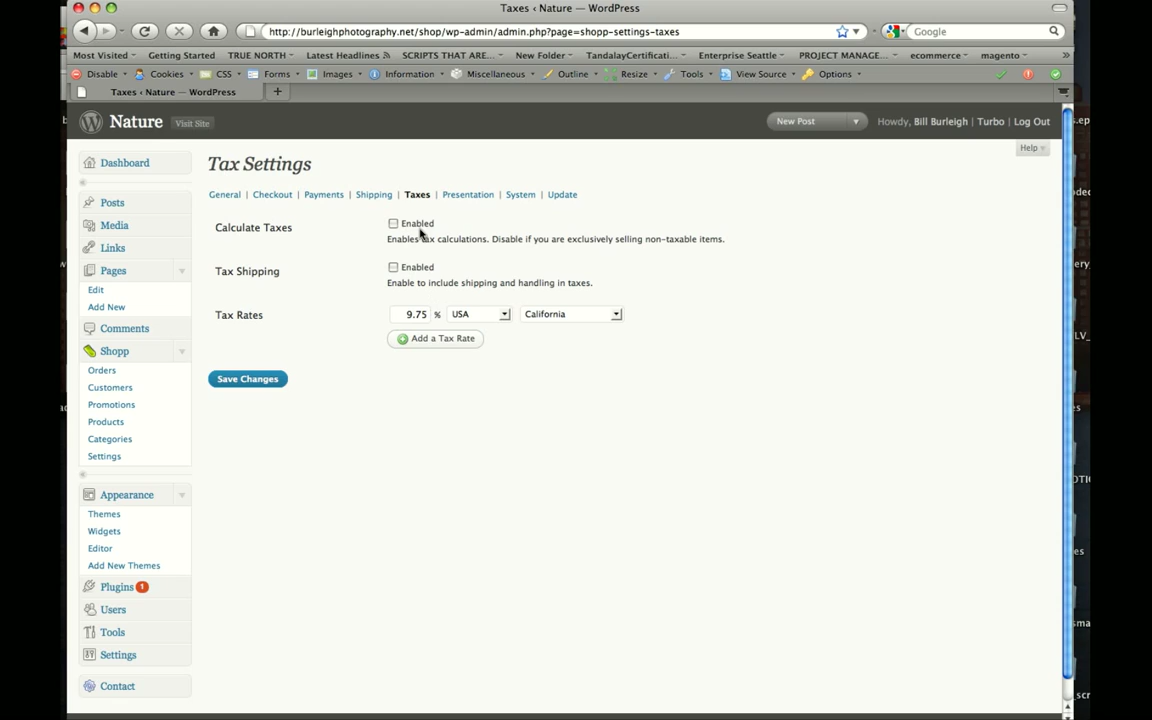 Taxes ‹ Nature — WordPress
http://burleighphotography.net/shop/wp-admin/admin.php?page=shopp-settings-taxes
Google
Most Visited Getting Started TRUE NORTH Latest Headlines SCRIPTS THAT ARE... New Folder TandalayCertificati... Enterprise Seattle PROJECT MANAGE... ecommerce magento »
Disable Cookies CSS Forms Images Information Miscellaneous Outline Resize Tools View Source Options
Taxes ‹ Nature — WordPress
Nature Visit Site New Post Howdy, Bill Burleigh | Turbo | Log Out
Help
Tax Settings
General | Checkout | Payments | Shipping | Taxes | Presentation | System | Update
Calculate Taxes Enabled
Enables tax calculations. Disable if you are exclusively selling non-taxable items.
Tax Shipping Enabled
Enable to include shipping and handling in taxes.
Tax Rates 9.75 % USA California
Add a Tax Rate
Save Changes
Dashboard
Posts
Media
Links
Pages
Edit
Add New
Comments
Shopp
Orders
Customers
Promotions
Products
Categories
Settings
Appearance
Themes
Widgets
Editor
Add New Themes
Plugins 1
Users
Tools
Settings
Contact